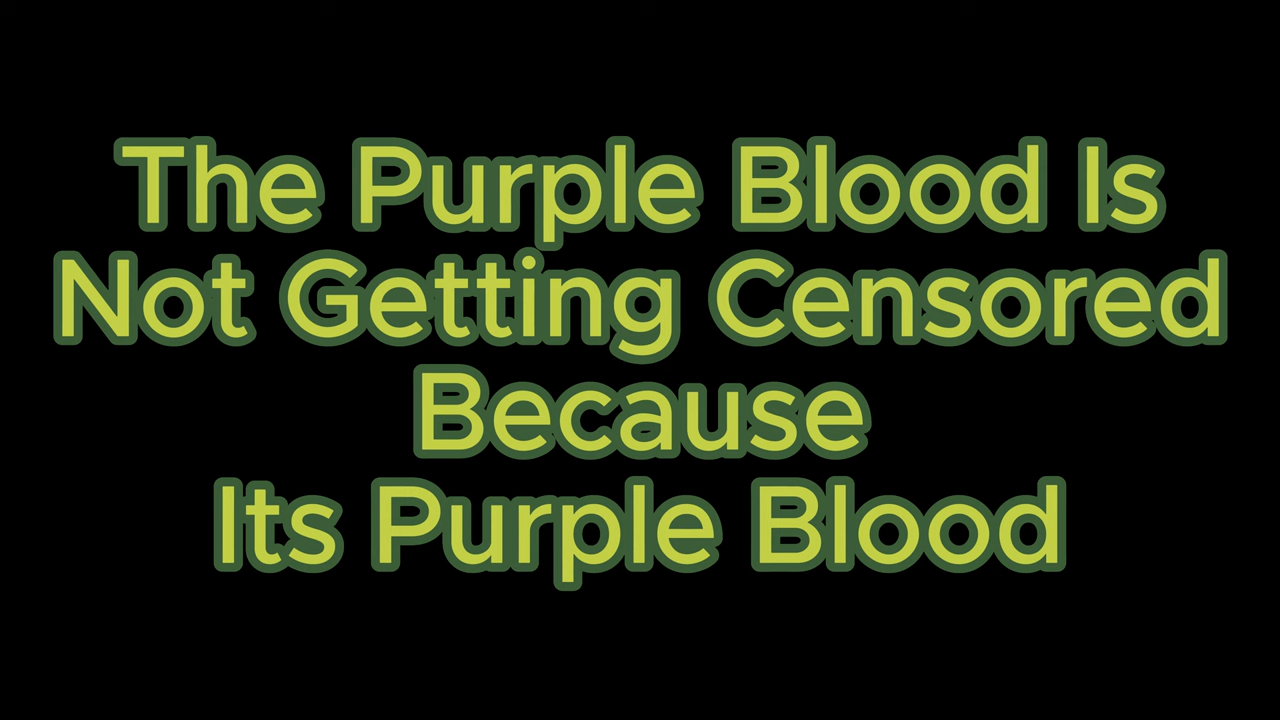 The Purple Blood Is
Not Getting Censored
Because
Its Purple Blood